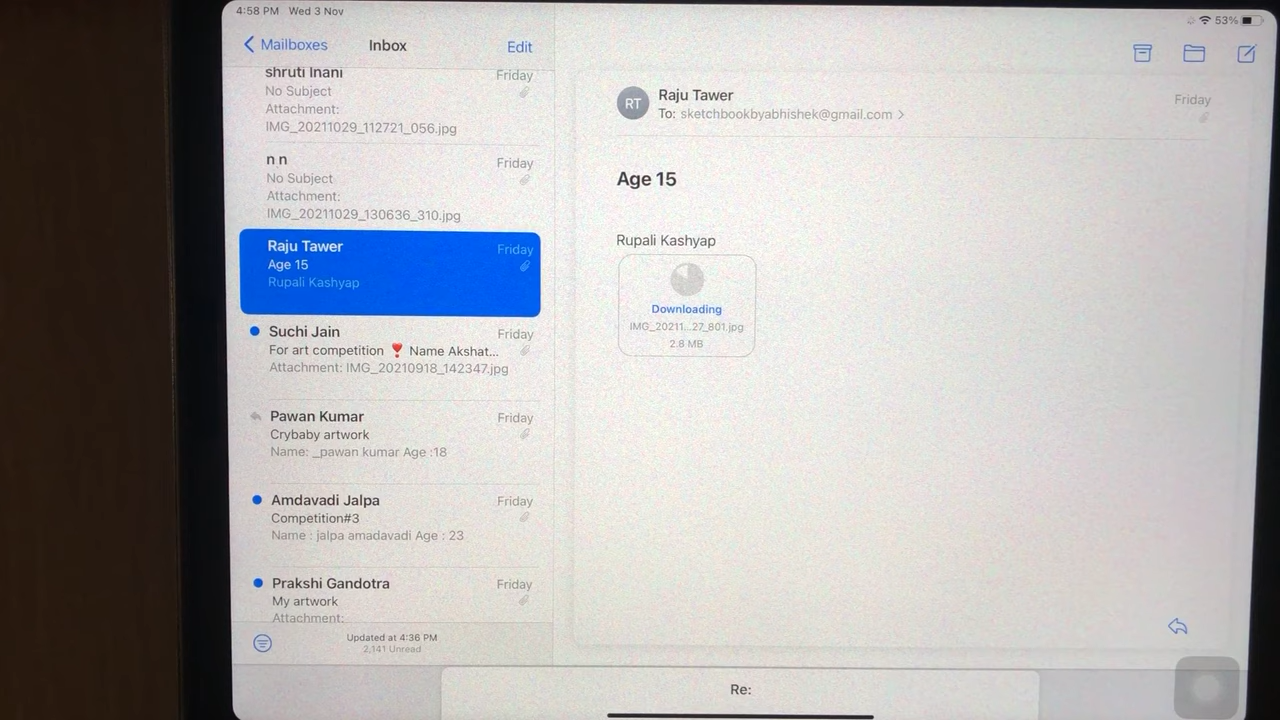 4:58 PM Wed 3 Nov
53%
Mailboxes
Inbox
Edit
shruti Inani
Friday
No Subject
Attachment:
IMG_20211029_112721_056.jpg
n n
Friday
No Subject
Attachment:
IMG_20211029_130636_310.jpg
Raju Tawer
Friday
Age 15
Rupali Kashyap
Suchi Jain
Friday
For art competition ❣️ Name Akshat...
Attachment: IMG_20210918_142347.jpg
Pawan Kumar
Friday
Crybaby artwork
Name: _pawan kumar Age :18
Amdavadi Jalpa
Friday
Competition#3
Name : jalpa amadavadi Age : 23
Prakshi Gandotra
Friday
My artwork
Attachment:
Updated at 4:36 PM
2,141 Unread
RT
Raju Tawer
Friday
To: sketchbookbyabhishek@gmail.com
Age 15
Rupali Kashyap
Downloading
IMG_20211...27_801.jpg
2.8 MB
Re: